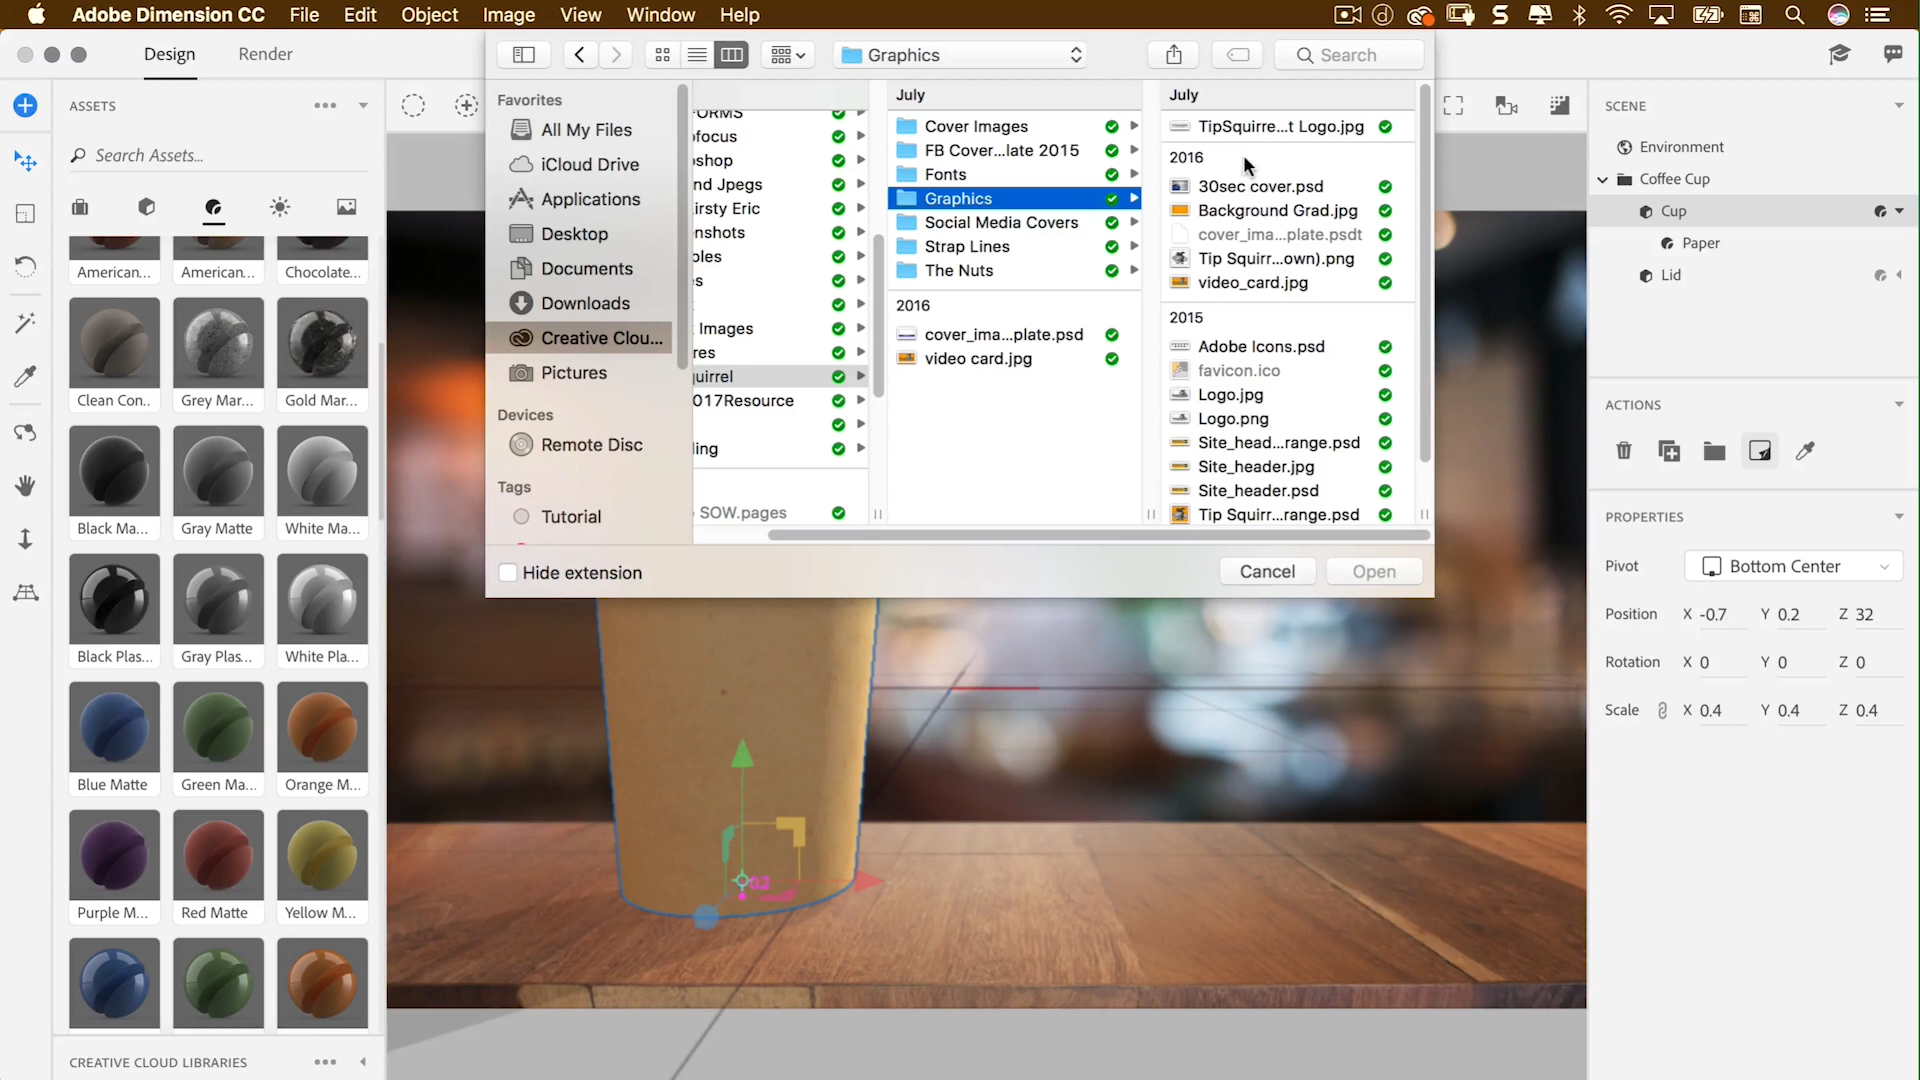 Adobe Dimension CC File Edit Object Image View Window Help
Design Render
Graphics
Search
ASSETS
Search Assets...
American...
American...
Chocolate...
Clean Con..
Grey Mar...
Gold Mar...
Black Ma...
Gray Matte
White Ma...
Black Plas...
Gray Plas...
White Pla...
Blue Matte
Green Ma...
Orange M...
Purple M...
Red Matte
Yellow M...
CREATIVE CLOUD LIBRARIES
Favorites
All My Files
iCloud Drive
Applications
Desktop
Documents
Downloads
Creative Clou...
Pictures
Devices
Remote Disc
Tags
Tutorial
ORMS
ofocus
shop
nd Jpegs
irsty Eric
nshots
ples
s
Images
res
uirrel
017Resource
ling
SOW.pages
July
Cover Images
FB Cover...late 2015
Fonts
Graphics
Social Media Covers
Strap Lines
The Nuts
2016
cover_ima...plate.psd
video card.jpg
July
TipSquirre...t Logo.jpg
2016
30sec cover.psd
Background Grad.jpg
cover_ima...plate.psdt
Tip Squirr...own).png
video_card.jpg
2015
Adobe Icons.psd
favicon.ico
Logo.jpg
Logo.png
Site_head...range.psd
Site_header.jpg
Site_header.psd
Tip Squirr...range.psd
Hide extension
Cancel
Open
0.2
SCENE
Environment
Coffee Cup
Cup
Paper
Lid
ACTIONS
PROPERTIES
Pivot Bottom Center
Position X -0.7 Y 0.2 Z 32
Rotation X 0 Y 0 Z 0
Scale X 0.4 Y 0.4 Z 0.4